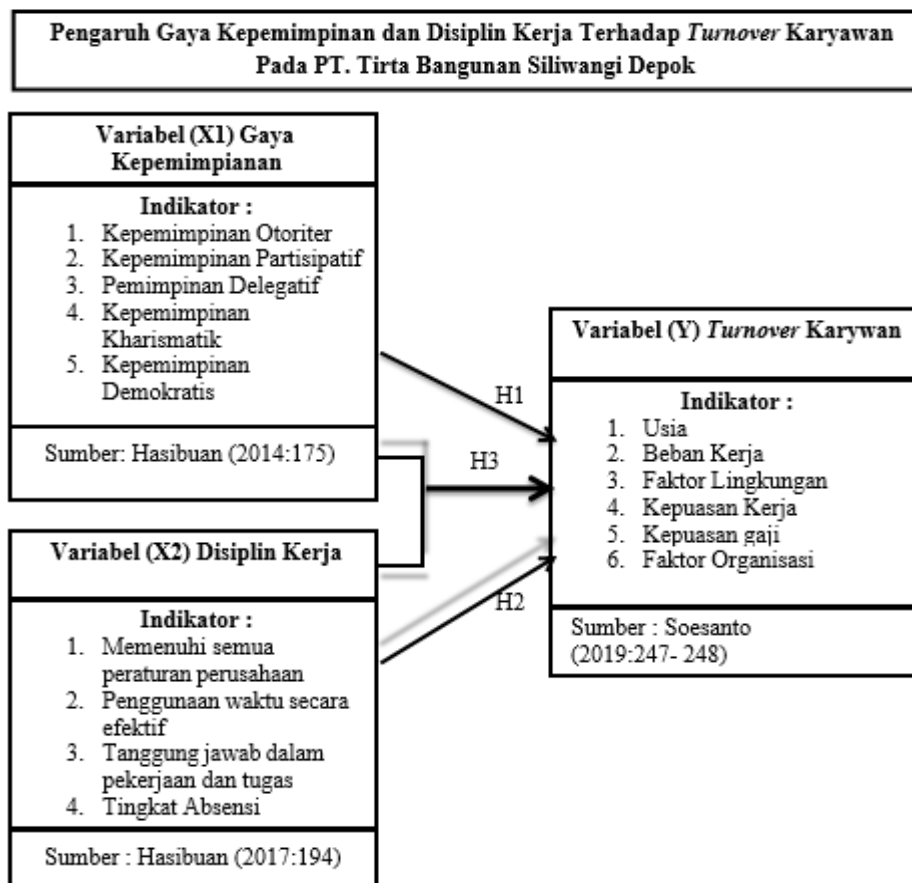 Pengaruh Gaya Kepemimpinan dan Disiplin Kerja Terhadap Turnover Karyawan
Pada PT. Tirta Bangunan Siliwangi Depok
Variabel (X1) Gaya
Kepemimpianan
Indikator :
1. Kepemimpinan Otoriter
2. Kepemimpinan Partisipatif
3. Pemimpinan Delegatif
4. Kepemimpinan
Kharismatik
5. Kepemimpinan
Demokratis
Sumber: Hasibuan (2014:175)
Variabel (X2) Disiplin Kerja
Indikator :
1. Memenuhi semua
peraturan perusahaan
2. Penggunaan waktu secara
efektif
3. Tanggung jawab dalam
pekerjaan dan tugas
4. Tingkat Absensi
Sumber : Hasibuan (2017:194)
H1
H3
H2
Variabel (Y) Turnover Karywan
Indikator :
1. Usia
2. Beban Kerja
3. Faktor Lingkungan
4. Kepuasan Kerja
5. Kepuasan gaji
6. Faktor Organisasi
Sumber : Soesanto
(2019:247- 248)